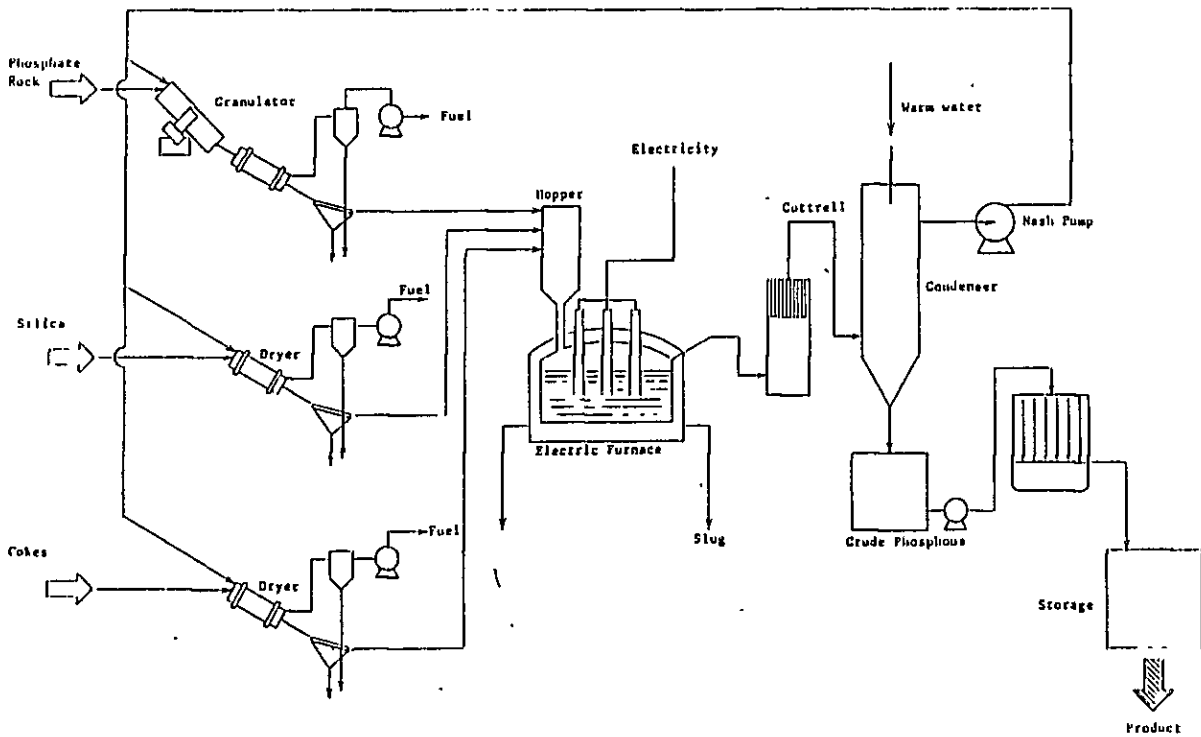 Phosphate
Rock
Granulator
Fuel
Warm water
Electricity
Hopper
Cottrell
Nash Pump
Condenser
Silica
Fuel
Dryer
Electric Furnace
Crude Phosphous
Slug
Cokes
Fuel
Dryer
Storage
Product